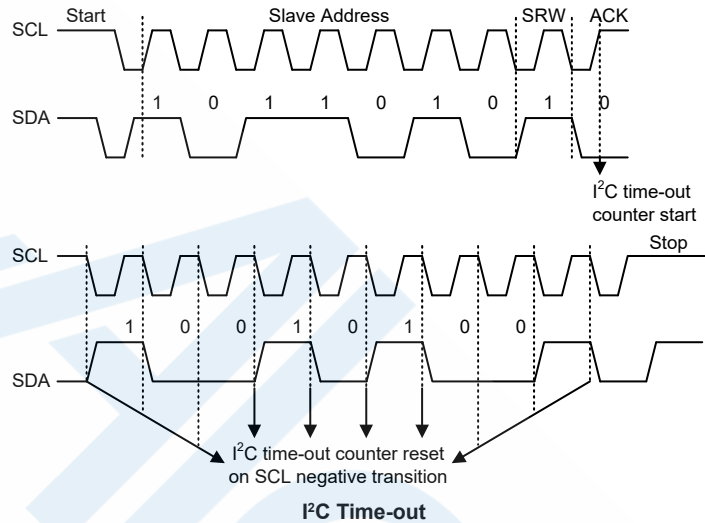 Start Slave Address SRW ACK
SCL
1 0 1 1 0 1 0 1 0
SDA
I²C time-out
counter start
Stop
SCL
1 0 0 1 0 1 0 0
SDA
I²C time-out counter reset
on SCL negative transition
I²C Time-out